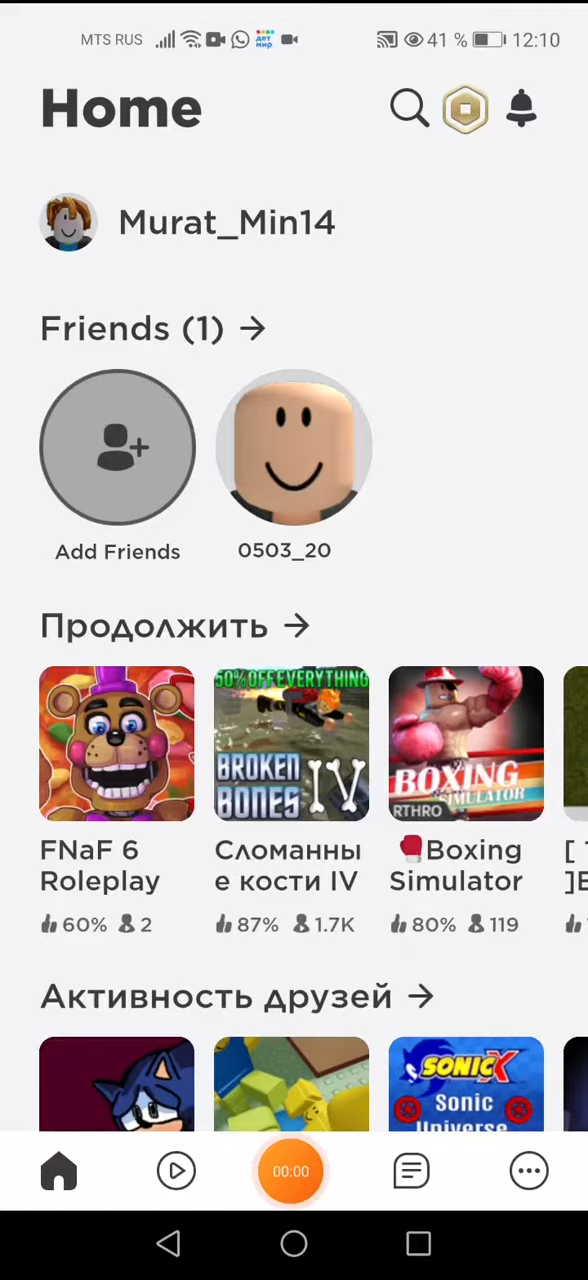 MTS RUS дет мир 41 % 12:10
Home
Murat_Min14
Friends (1) →
Add Friends 0503_20
Продолжить →
50% OFF EVERYTHING
BROKEN BONES IV
BOXING SIMULATOR
RTHRO
FNaF 6 Roleplay
Сломанны е кости IV
Boxing Simulator
[
]
60% 2
87% 1.7K
80% 119
Активность друзей →
SONIC X
Sonic
Universe
00:00